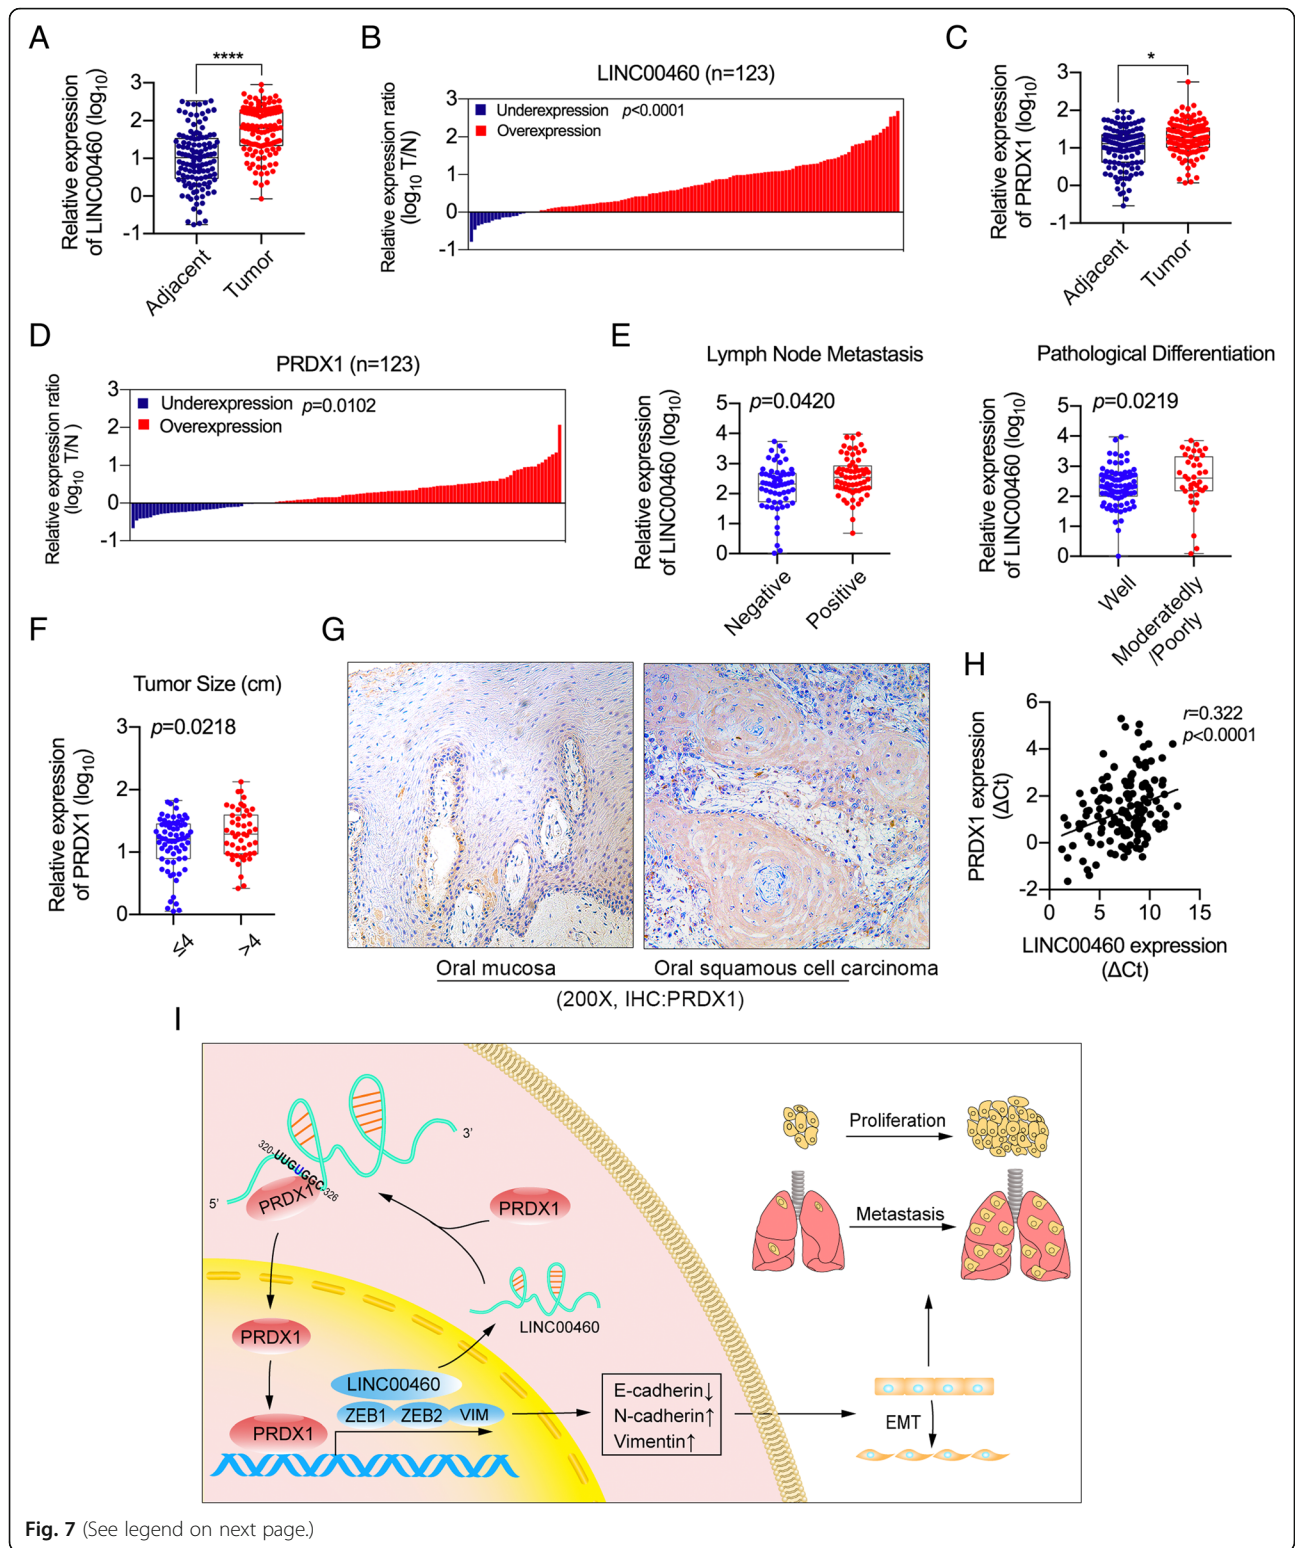 A
****
Relative expression
of LINC00460 (log10)
3
2
1
0
-1
Adjacent
Tumor
B
LINC00460 (n=123)
Relative expression ratio
(log10 T/N)
3
2
1
0
-1
Underexpression p<0.0001
Overexpression
C
*
Relative expression
of PRDX1 (log10)
3
2
1
0
-1
Adjacent
Tumor
D
PRDX1 (n=123)
Relative expression ratio
(log10 T/N )
3
2
1
0
-1
Underexpression p=0.0102
Overexpression
E
Lymph Node Metastasis
p=0.0420
Relative expression
of LINC00460 (log10)
5
4
3
2
1
0
Negative
Positive
Pathological Differentiation
p=0.0219
Relative expression
of LINC00460 (log10)
5
4
3
2
1
0
Well
Moderatedly
/Poorly
F
Tumor Size (cm)
p=0.0218
Relative expression
of PRDX1 (log10)
3
2
1
0
≤4
>4
G
Oral mucosa
Oral squamous cell carcinoma
(200X, IHC:PRDX1)
H
r=0.322
p<0.0001
PRDX1 expression
(ΔCt)
6
4
2
0
-2
0
5
10
15
LINC00460 expression
(ΔCt)
I
3'
320-UUGUGGC-326
5'
PRDX1
PRDX1
LINC00460
PRDX1
LINC00460
ZEB1
ZEB2
VIM
PRDX1
E-cadherin↓
N-cadherin↑
Vimentin↑
Proliferation
Metastasis
EMT
Fig. 7 (See legend on next page.)